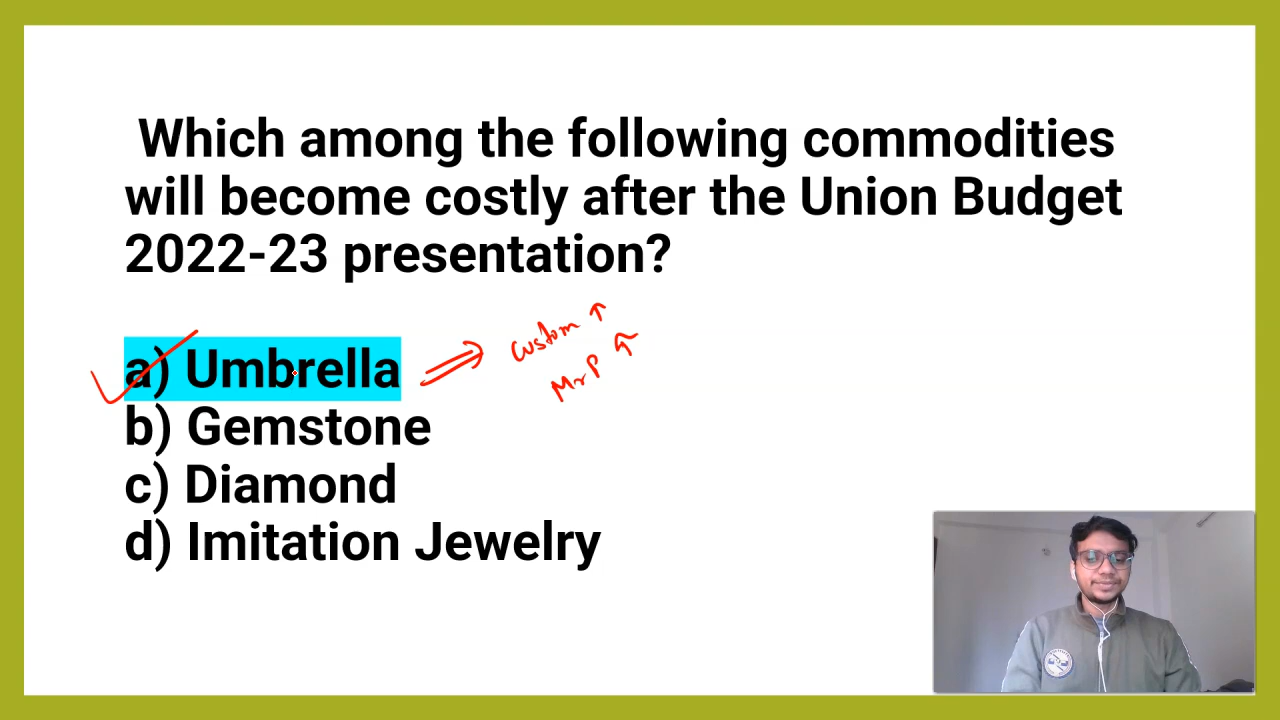 Which among the following commodities
will become costly after the Union Budget
2022-23 presentation?
a) Umbrella
custom ↑
MrP ↑
b) Gemstone
c) Diamond
d) Imitation Jewelry